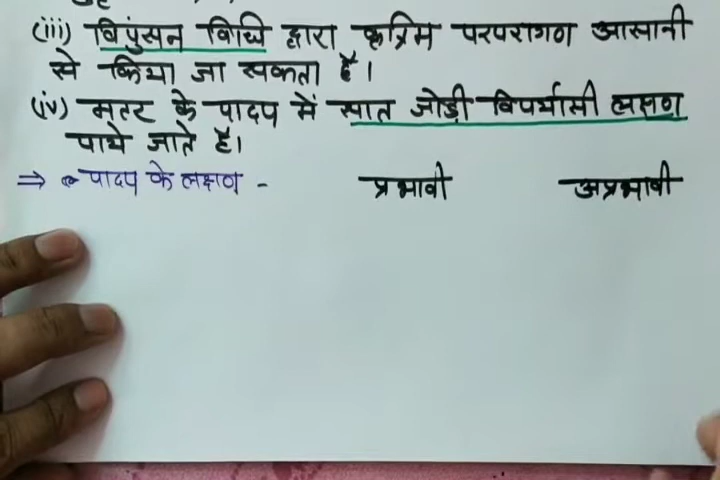 (iii) विपुंसन विधि द्वारा कृत्रिम परपरागण आसानी
से किया जा सकता है।
(iv) मटर के पादप में सात जोड़ी विपर्यासी लक्षण
पाये जाते है।
⇒ पादप के लक्षण - प्रभावी अप्रभावी